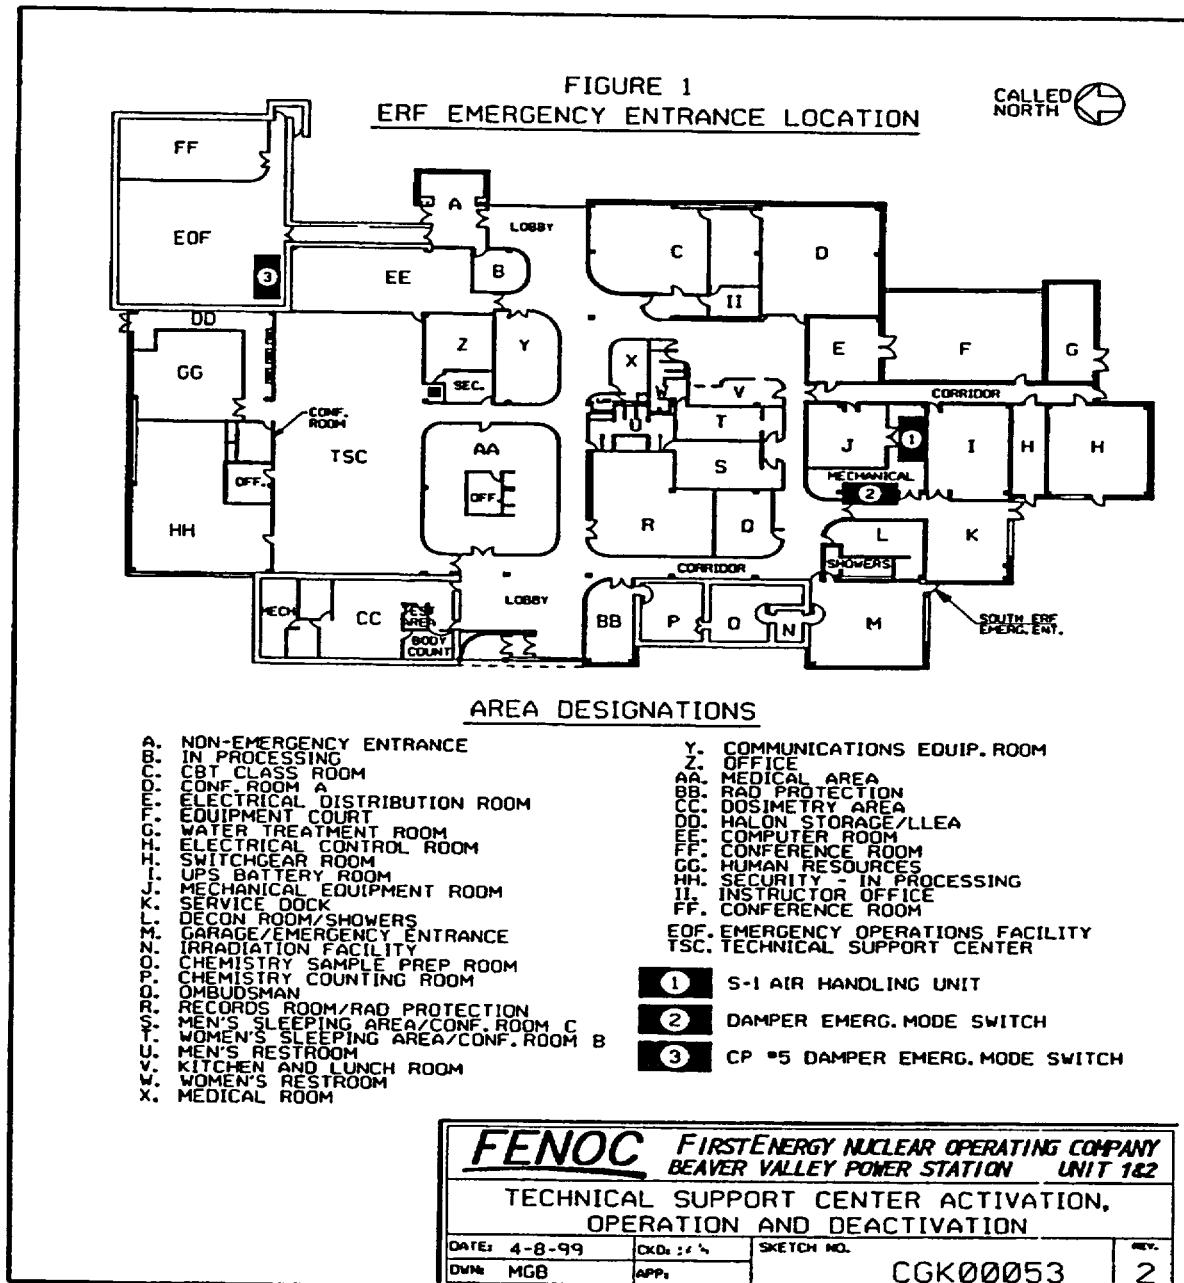 FIGURE 1
ERF EMERGENCY ENTRANCE LOCATION
CALLED
NORTH
FF
A
LOBBY
EOF
C
D
B
3
EE
II
DD
Z
Y
X
E
F
G
GG
SEC.
W
V
CORRIDOR
CONF.
ROOM
T
U
J
1
I
H
H
TSC
AA
S
MECHANICAL
OFF.
OFF.
2
HH
R
Q
L
K
CORRIDOR
SHOWERS
MECH
CC
TEST
AREA
LOBBY
BB
P
O
N
M
SOUTH ERF
EMERG. ENT.
BODY
COUNT
AREA DESIGNATIONS
A. NON-EMERGENCY ENTRANCE
B. IN PROCESSING
C. CBT CLASS ROOM
D. CONF. ROOM A
E. ELECTRICAL DISTRIBUTION ROOM
F. EQUIPMENT COURT
G. WATER TREATMENT ROOM
H. ELECTRICAL CONTROL ROOM
H. SWITCHGEAR ROOM
I. UPS BATTERY ROOM
J. MECHANICAL EQUIPMENT ROOM
K. SERVICE DOCK
L. DECON ROOM/SHOWERS
M. GARAGE/EMERGENCY ENTRANCE
N. IRRADIATION FACILITY
O. CHEMISTRY SAMPLE PREP ROOM
P. CHEMISTRY COUNTING ROOM
Q. OMBUDSMAN
R. RECORDS ROOM/RAD PROTECTION
S. MEN'S SLEEPING AREA/CONF. ROOM C
T. WOMEN'S SLEEPING AREA/CONF. ROOM B
U. MEN'S RESTROOM
V. KITCHEN AND LUNCH ROOM
W. WOMEN'S RESTROOM
X. MEDICAL ROOM
Y. COMMUNICATIONS EQUIP. ROOM
Z. OFFICE
AA. MEDICAL AREA
BB. RAD PROTECTION
CC. DOSIMETRY AREA
DD. HALON STORAGE/LLEA
EE. COMPUTER ROOM
FF. CONFERENCE ROOM
GG. HUMAN RESOURCES
HH. SECURITY - IN PROCESSING
II. INSTRUCTOR OFFICE
FF. CONFERENCE ROOM
EOF. EMERGENCY OPERATIONS FACILITY
TSC. TECHNICAL SUPPORT CENTER
1 S-1 AIR HANDLING UNIT
2 DAMPER EMERG. MODE SWITCH
3 CP #5 DAMPER EMERG. MODE SWITCH
FENOC FIRSTENERGY NUCLEAR OPERATING COMPANY
BEAVER VALLEY POWER STATION UNIT 1&2
TECHNICAL SUPPORT CENTER ACTIVATION,
OPERATION AND DEACTIVATION
DATE: 4-8-99 CKD: SKETCH NO. REV.
DWN: MGB APP: CGK00053 2